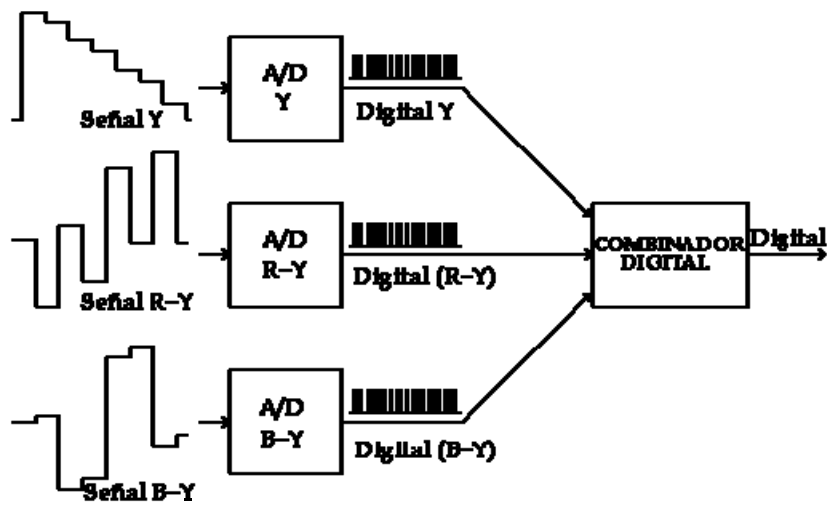 Señal Y
A/D
Y
Digital Y
Señal R-Y
A/D
R-Y
Digital (R-Y)
COMBINADOR
DIGITAL
Digital
Señal B-Y
A/D
B-Y
Digital (B-Y)